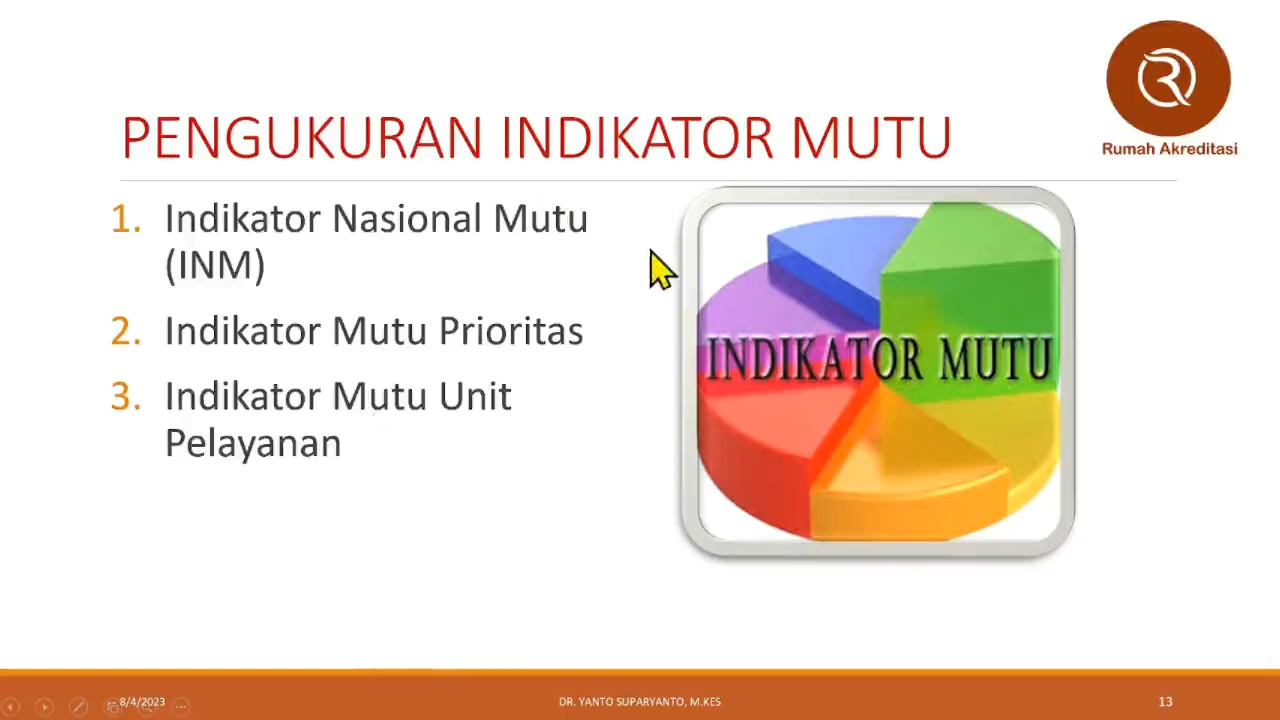 PENGUKURAN INDIKATOR MUTU
Rumah Akreditasi
1. Indikator Nasional Mutu
(INM)
2. Indikator Mutu Prioritas
3. Indikator Mutu Unit
Pelayanan
INDIKATOR MUTU
8/4/2023
DR. YANTO SUPARYANTO, M.KES
13